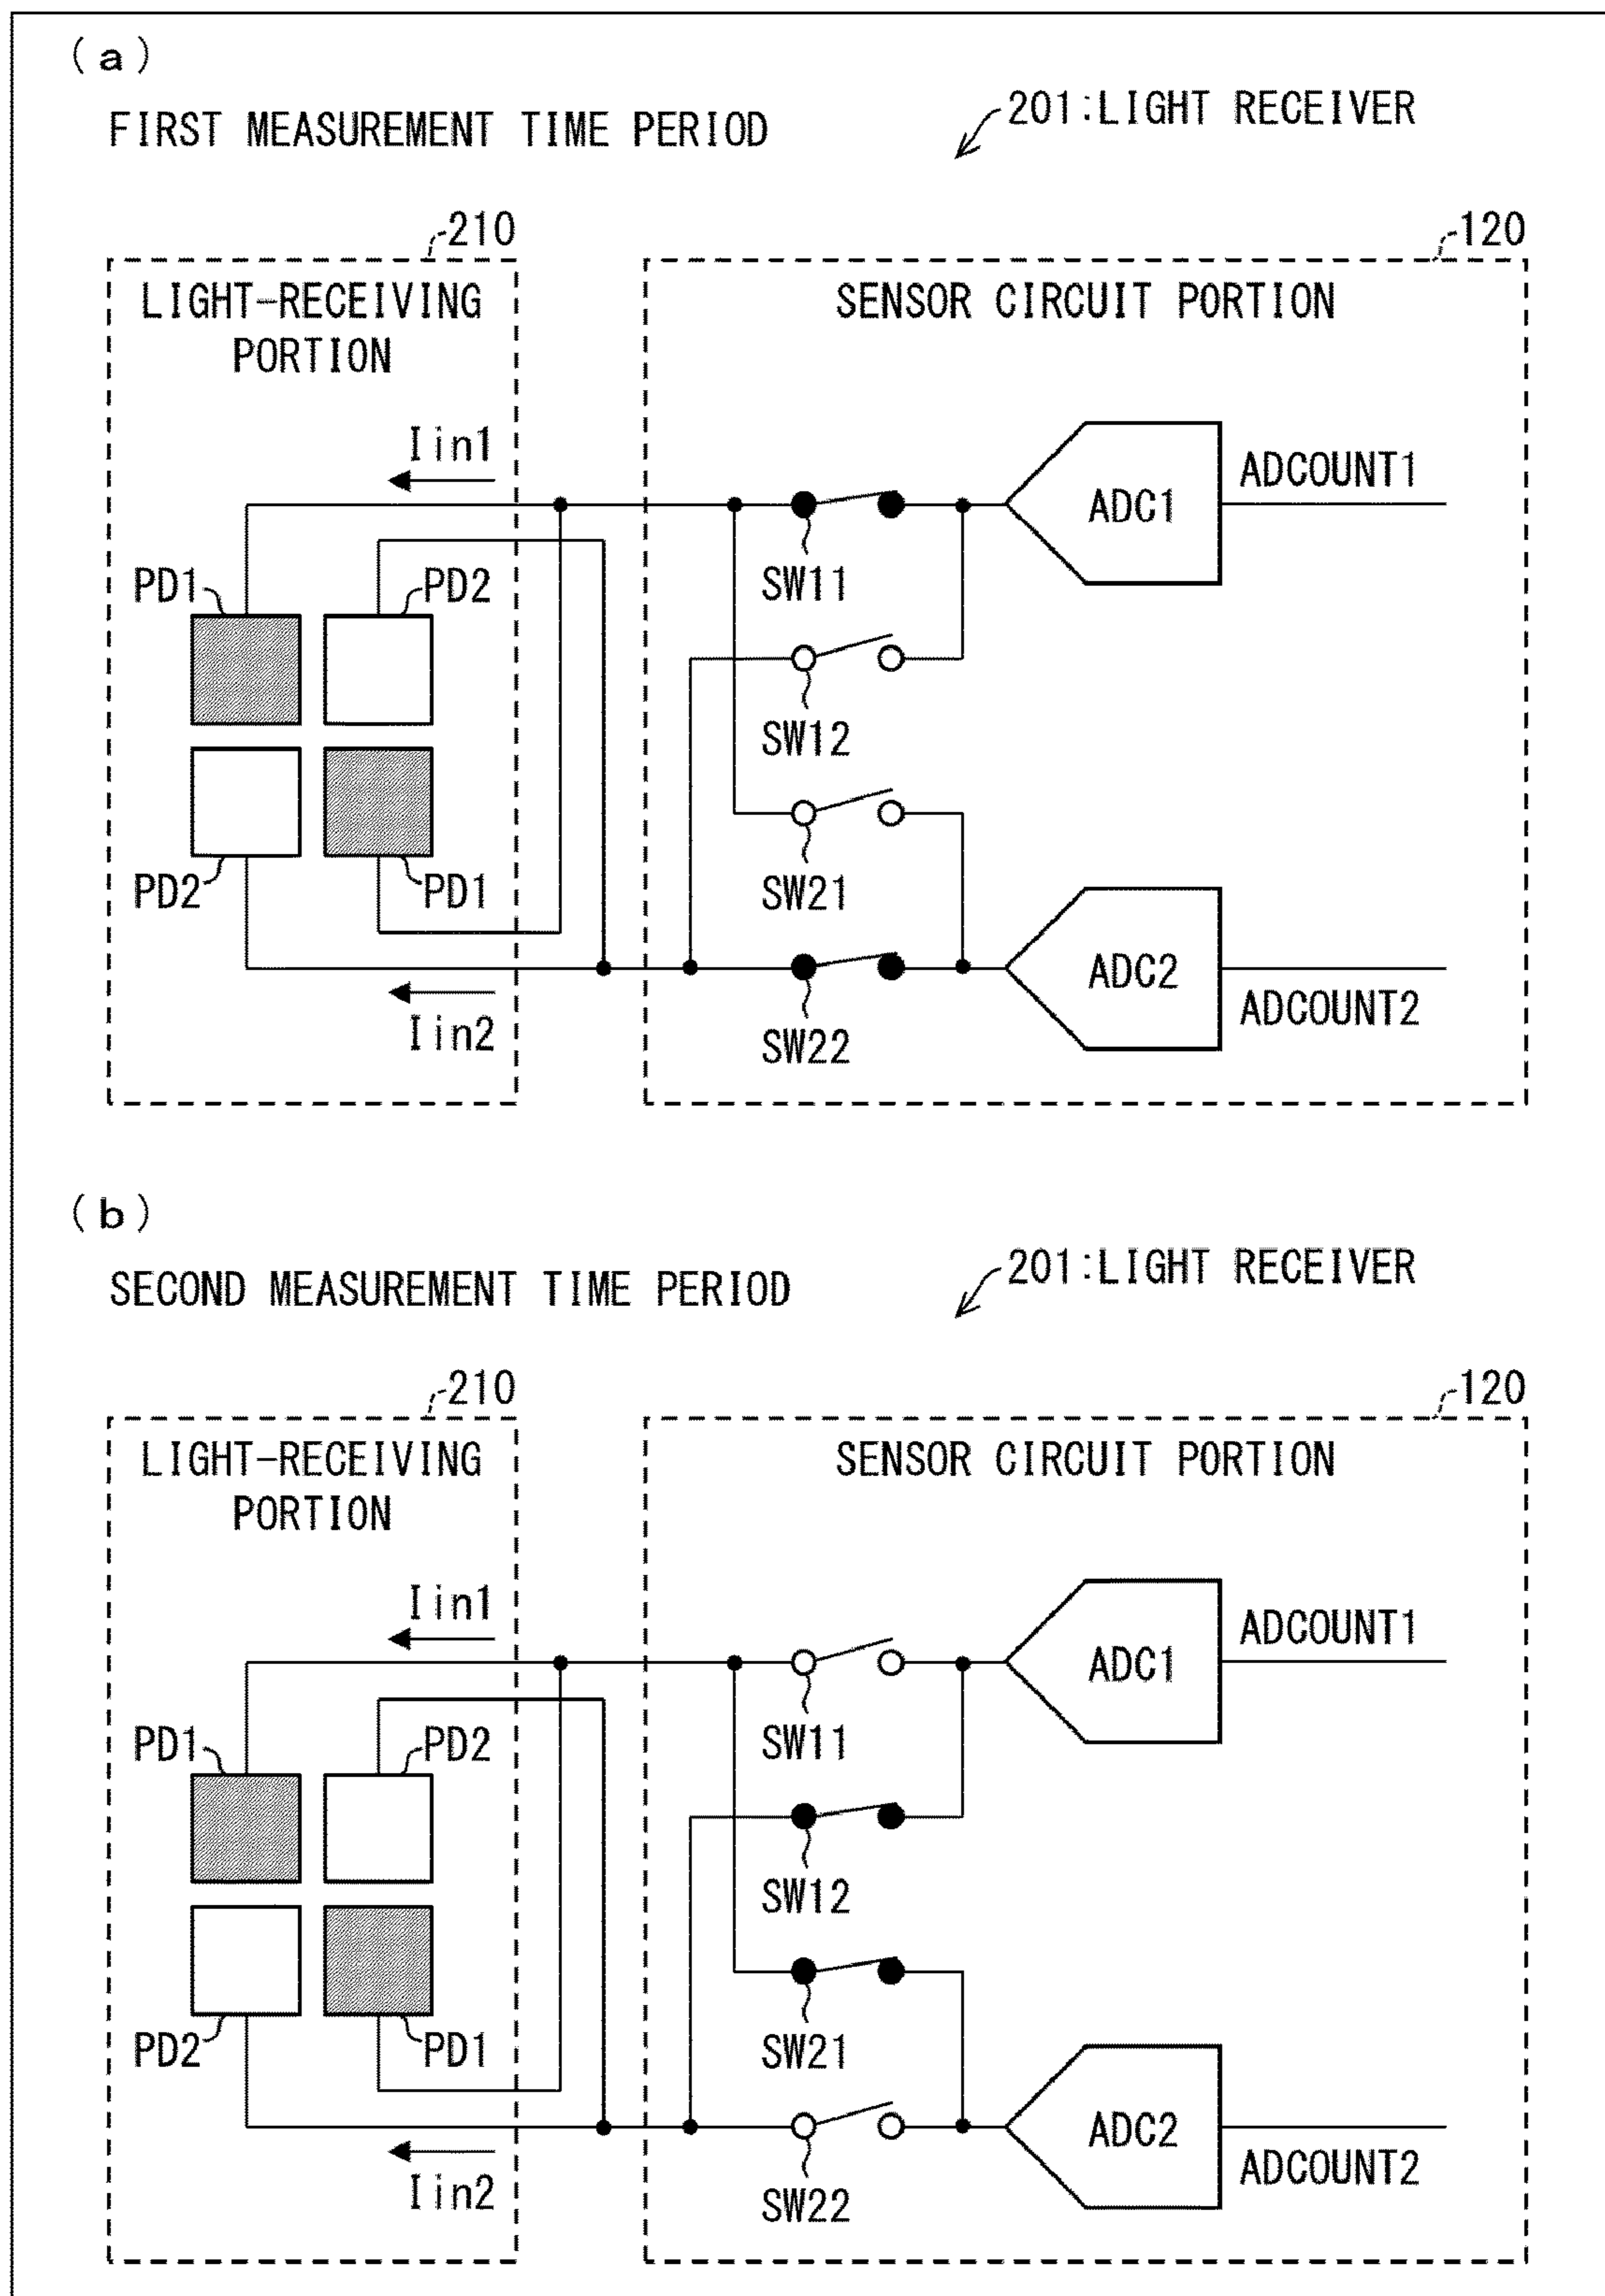 (a)
FIRST MEASUREMENT TIME PERIOD
201:LIGHT RECEIVER
210
120
LIGHT-RECEIVING
PORTION
SENSOR CIRCUIT PORTION
Iin1
ADCOUNT1
ADC1
SW11
PD1
PD2
SW12
SW21
PD2
PD1
ADC2
ADCOUNT2
Iin2
SW22
(b)
SECOND MEASUREMENT TIME PERIOD
201:LIGHT RECEIVER
210
120
LIGHT-RECEIVING
PORTION
SENSOR CIRCUIT PORTION
Iin1
ADCOUNT1
ADC1
SW11
PD1
PD2
SW12
SW21
PD2
PD1
ADC2
ADCOUNT2
Iin2
SW22